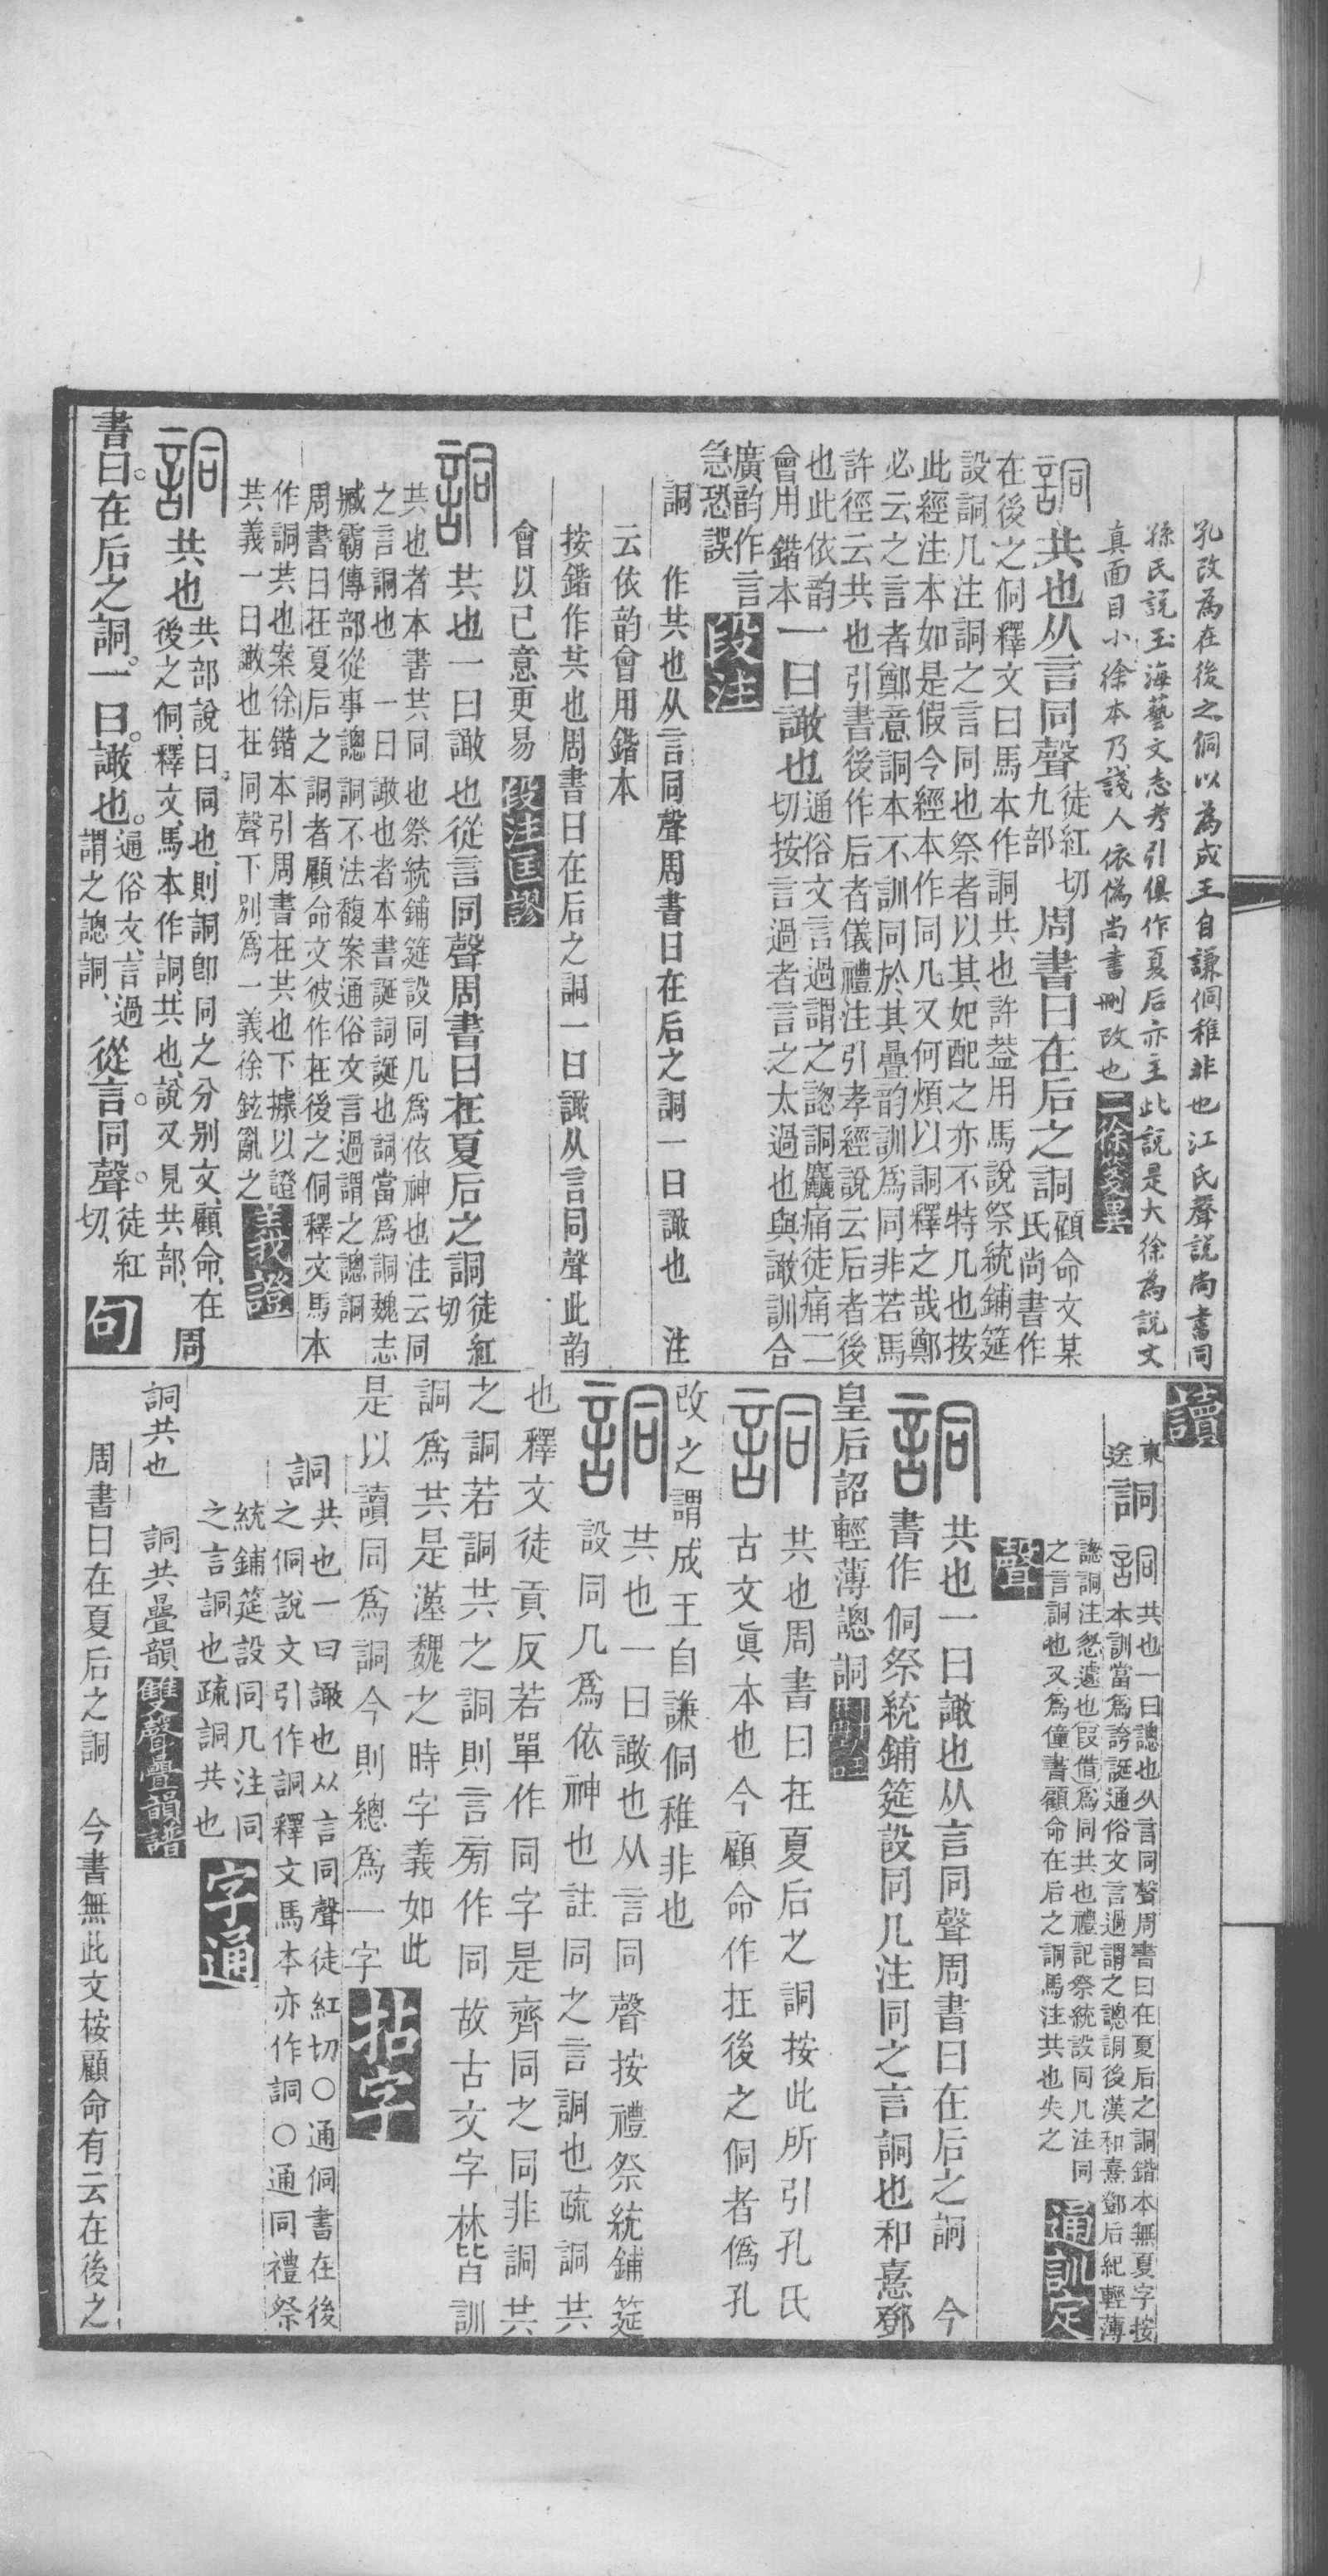 孔改為在後之侗以為成王自謙侗稚非也江氏聲說尚書同
孫氏說玉海藝文志考引俱作夏后亦主此說是大徐為說文
真面目小徐本乃淺人依偽尚書刪改也二徐箋異
詷共也从言同聲徒紅切九部周書曰在后之詷顧命文某氏尚書作
在後之侗釋文曰馬本作詷共也許葢用馬說祭統鋪筵
設詷几注詷之言同也祭者以其妃配之亦不特几也按
此經注本如是假令經本作同几又何煩以詷釋之哉鄭
必云之言者鄭意詷本不訓同於其疊韵訓爲同非若馬
許徑云共也引書後作后者儀禮注引孝經說云后者後
也此依韵
會用鍇本一曰譀也通俗文言過謂之謥詷麤痛徒痛二
切按言過者言之太過也與譀訓合
廣韵作言
急恐誤段注
詷 作共也从言同聲周書曰在后之詷一曰譀也 注
云依韵會用鍇本
按鍇作共也周書曰在后之詷一曰譀从言同聲此韵
會以己意更易段注匡謬
詷共也一曰譀也從言同聲周書曰在夏后之詷徒紅切
共也者本書共同也祭統鋪筵設同几爲依神也注云同
之言詷也 一曰譀也者本書誕詞誕也詞當爲詷魏志
臧霸傳部從事謥詷不法馥案通俗文言過謂之謥詷
周書曰在夏后之詷者顧命文彼作在後之侗釋文馬本
作詷共也案徐鍇本引周書在共也下據以證
共義一曰譀也在同聲下別爲一義徐鉉亂之義證
詷共也共部說曰同也則詷卽同之分别文顧命在
後之侗釋文馬本作詷共也說又見共部周
書曰在后之詷一曰譀也通俗文言過
謂之謥詷從言同聲徒紅切句
讀
東
途詷詷共也一曰譀也从言同聲周書曰在夏后之詷鍇本無夏字按
本訓當爲誇誕通俗文言過謂之謥詷後漢和熹鄧后紀輕薄
謥詷注怱遽也叚借爲同共也禮記祭統設同几注同
之言詷也又爲僮書顧命在后之詷馬注共也失之通訓定
聲
詷共也一曰譀也从言同聲周書曰在后之詷 今
書作侗祭統鋪筵設同几注同之言詷也和憙鄧
皇后詔輕薄謥詷
詷共也周書曰在夏后之詷按此所引孔氏
古文眞本也今顧命作在後之侗者僞孔
改之謂成王自謙侗稚非也
詷共也一曰譀也从言同聲按禮祭統鋪筵
設同几爲依神也註同之言詷也疏詷共
也釋文徒貢反若單作同字是齊同之同非詷共
之詷若詷共之詷則言旁作同故古文字林皆訓
詷爲共是漢魏之時字義如此
是以讀同爲詷今則總爲一字拈字
詷共也一曰譀也从言同聲徒紅切○通侗書在後
之侗說文引作詷釋文馬本亦作詷○通同禮祭
統鋪筵設同几注同
之言詷也疏詷共也字通
詷共也 詷共疊韻雙聲疊韻譜
周書曰在夏后之詷 今書無此文桉顧命有云在後之